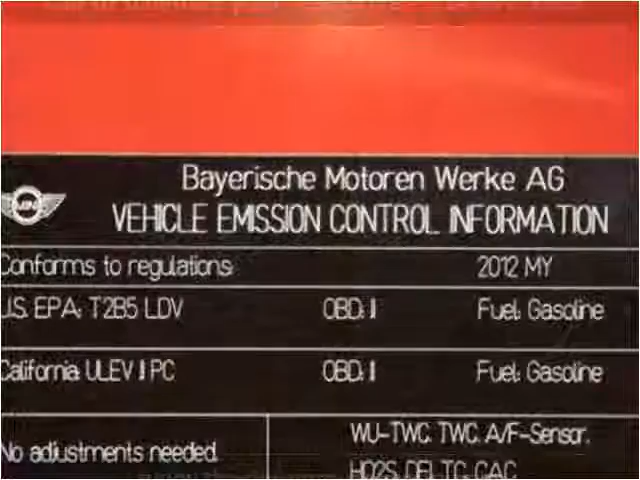 Bayerische Motoren Werke AG
MINI
VEHICLE EMISSION CONTROL INFORMATION
Conforms to regulations: 2012 MY
U.S. EPA: T2B5 LDV OBD: II Fuel: Gasoline
California: ULEV II PC OBD: II Fuel: Gasoline
No adjustments needed.
WU-TWC, TWC, A/F-Sensor,
HO2S, DFI, TC, CAC